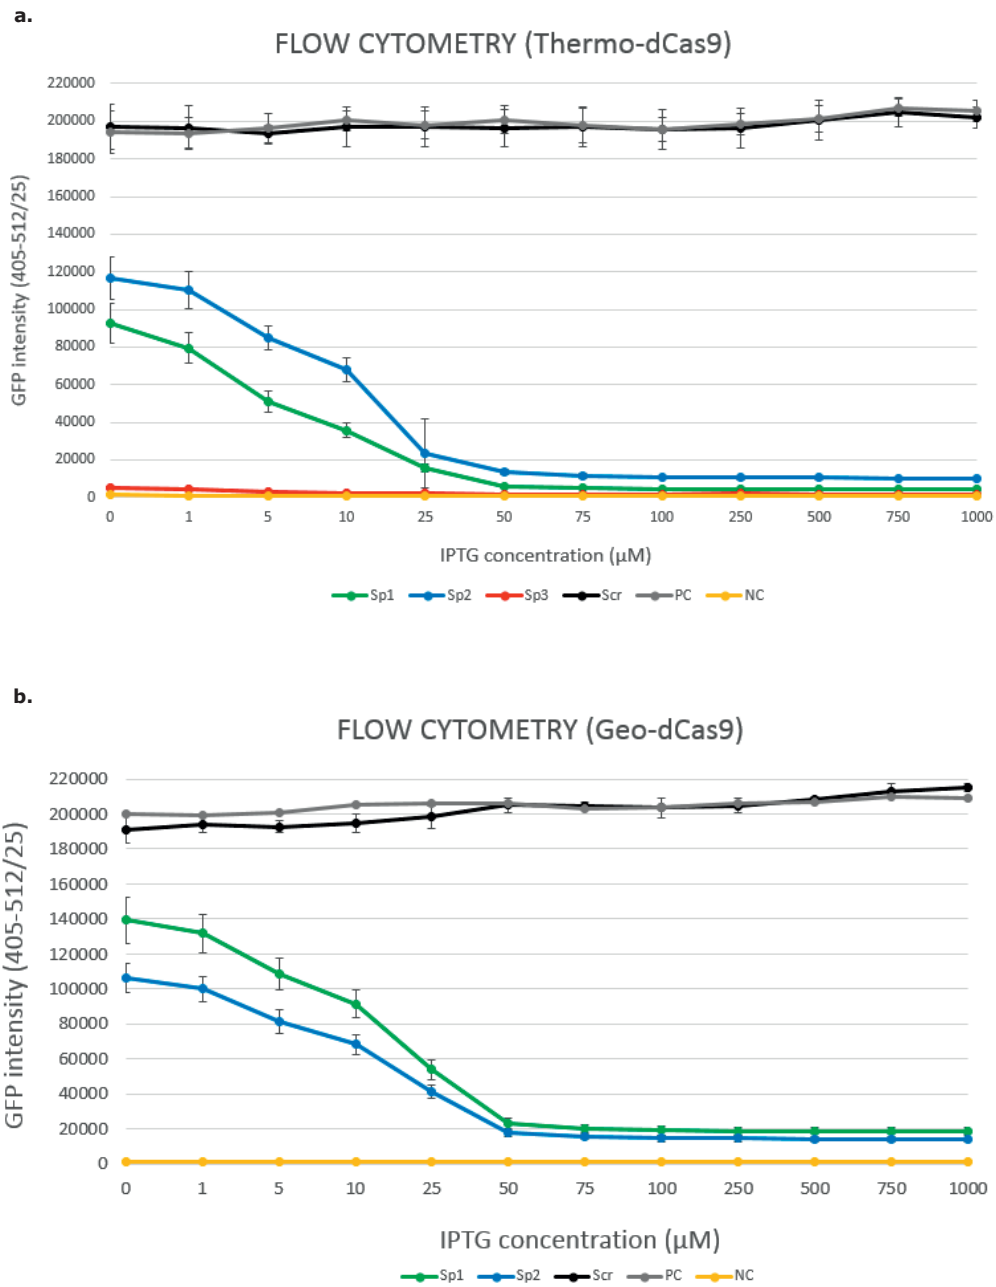 a.
FLOW CYTOMETRY (Thermo-dCas9)
GFP intensity (405-512/25)
220000
200000
180000
160000
140000
120000
100000
80000
60000
40000
20000
0
0 1 5 10 25 50 75 100 250 500 750 1000
IPTG concentration (µM)
Sp1 Sp2 Sp3 Scr PC NC
b.
FLOW CYTOMETRY (Geo-dCas9)
GFP intensity (405-512/25)
220000
200000
180000
160000
140000
120000
100000
80000
60000
40000
20000
0
0 1 5 10 25 50 75 100 250 500 750 1000
IPTG concentration (µM)
Sp1 Sp2 Scr PC NC